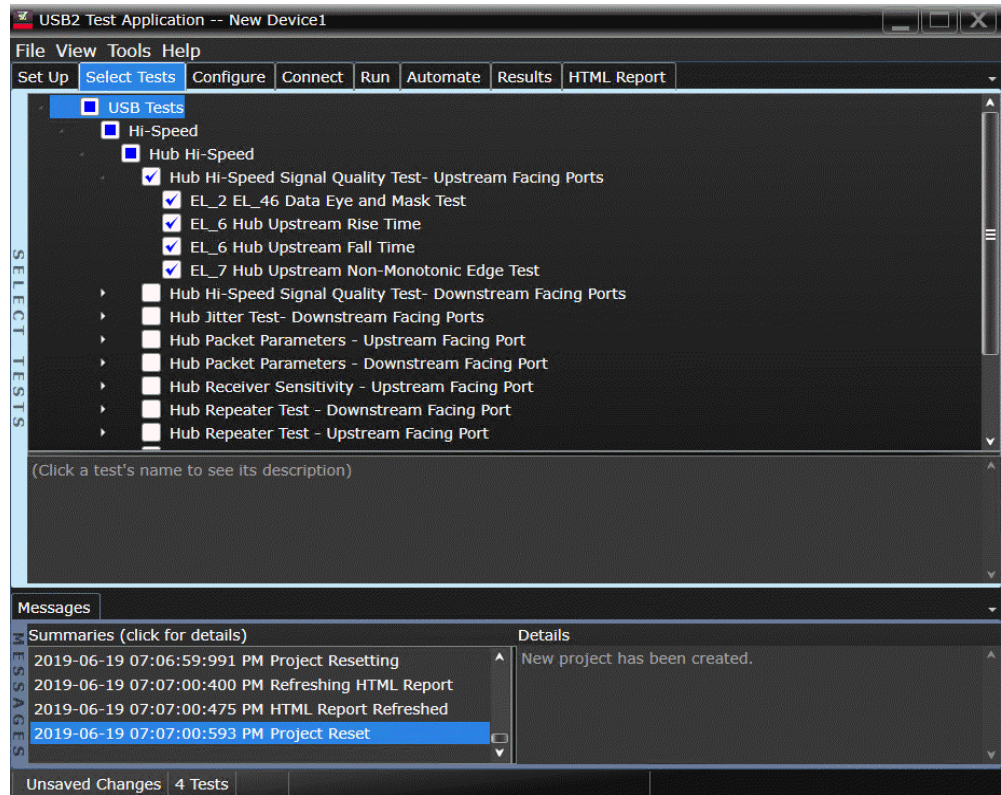 USB2 Test Application -- New Device1
File View Tools Help
Set Up Select Tests Configure Connect Run Automate Results HTML Report
SELECT TESTS
USB Tests
Hi-Speed
Hub Hi-Speed
Hub Hi-Speed Signal Quality Test- Upstream Facing Ports
EL_2 EL_46 Data Eye and Mask Test
EL_6 Hub Upstream Rise Time
EL_6 Hub Upstream Fall Time
EL_7 Hub Upstream Non-Monotonic Edge Test
Hub Hi-Speed Signal Quality Test- Downstream Facing Ports
Hub Jitter Test- Downstream Facing Ports
Hub Packet Parameters - Upstream Facing Port
Hub Packet Parameters - Downstream Facing Port
Hub Receiver Sensitivity - Upstream Facing Port
Hub Repeater Test - Downstream Facing Port
Hub Repeater Test - Upstream Facing Port
(Click a test's name to see its description)
Messages
MESSAGES
Summaries (click for details) Details
2019-06-19 07:06:59:991 PM Project Resetting New project has been created.
2019-06-19 07:07:00:400 PM Refreshing HTML Report
2019-06-19 07:07:00:475 PM HTML Report Refreshed
2019-06-19 07:07:00:593 PM Project Reset
Unsaved Changes 4 Tests